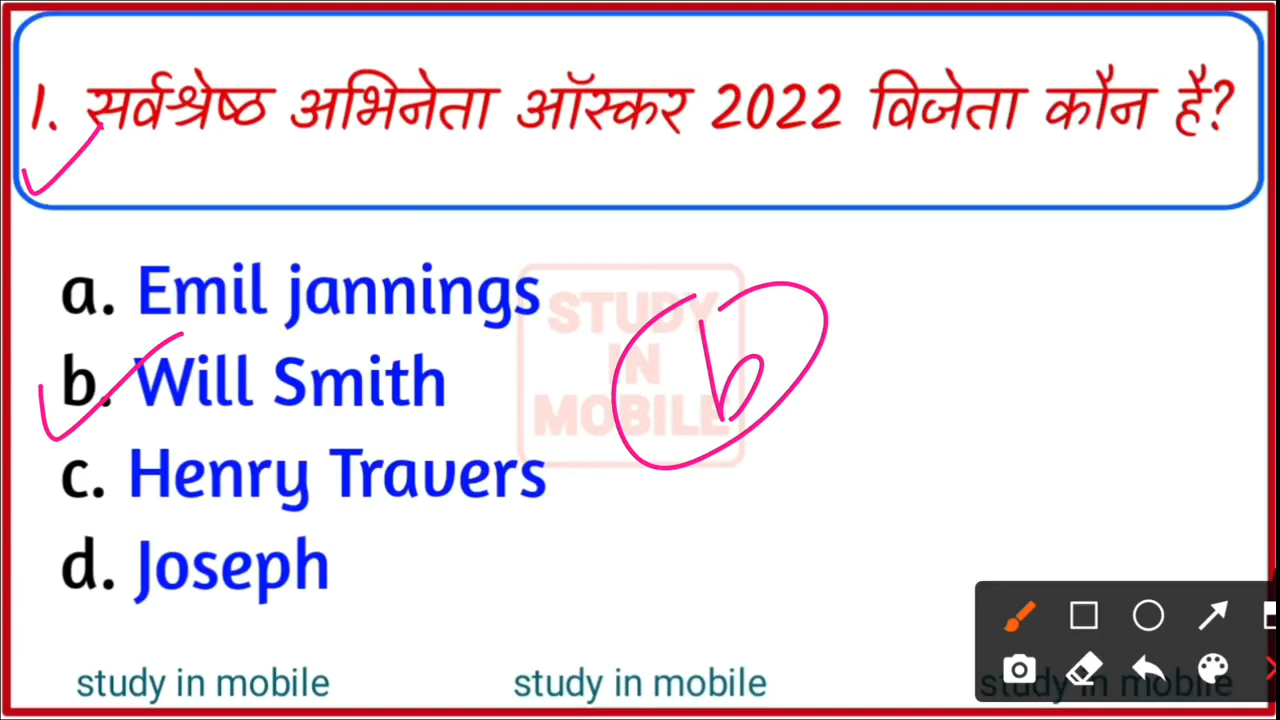 1. सर्वश्रेष्ठ अभिनेता ऑस्कर 2022 विजेता कौन है?
a. Emil jannings
b. Will Smith
c. Henry Travers
d. Joseph
STUDY
IN
MOBILE
b
study in mobile study in mobile study in mobile